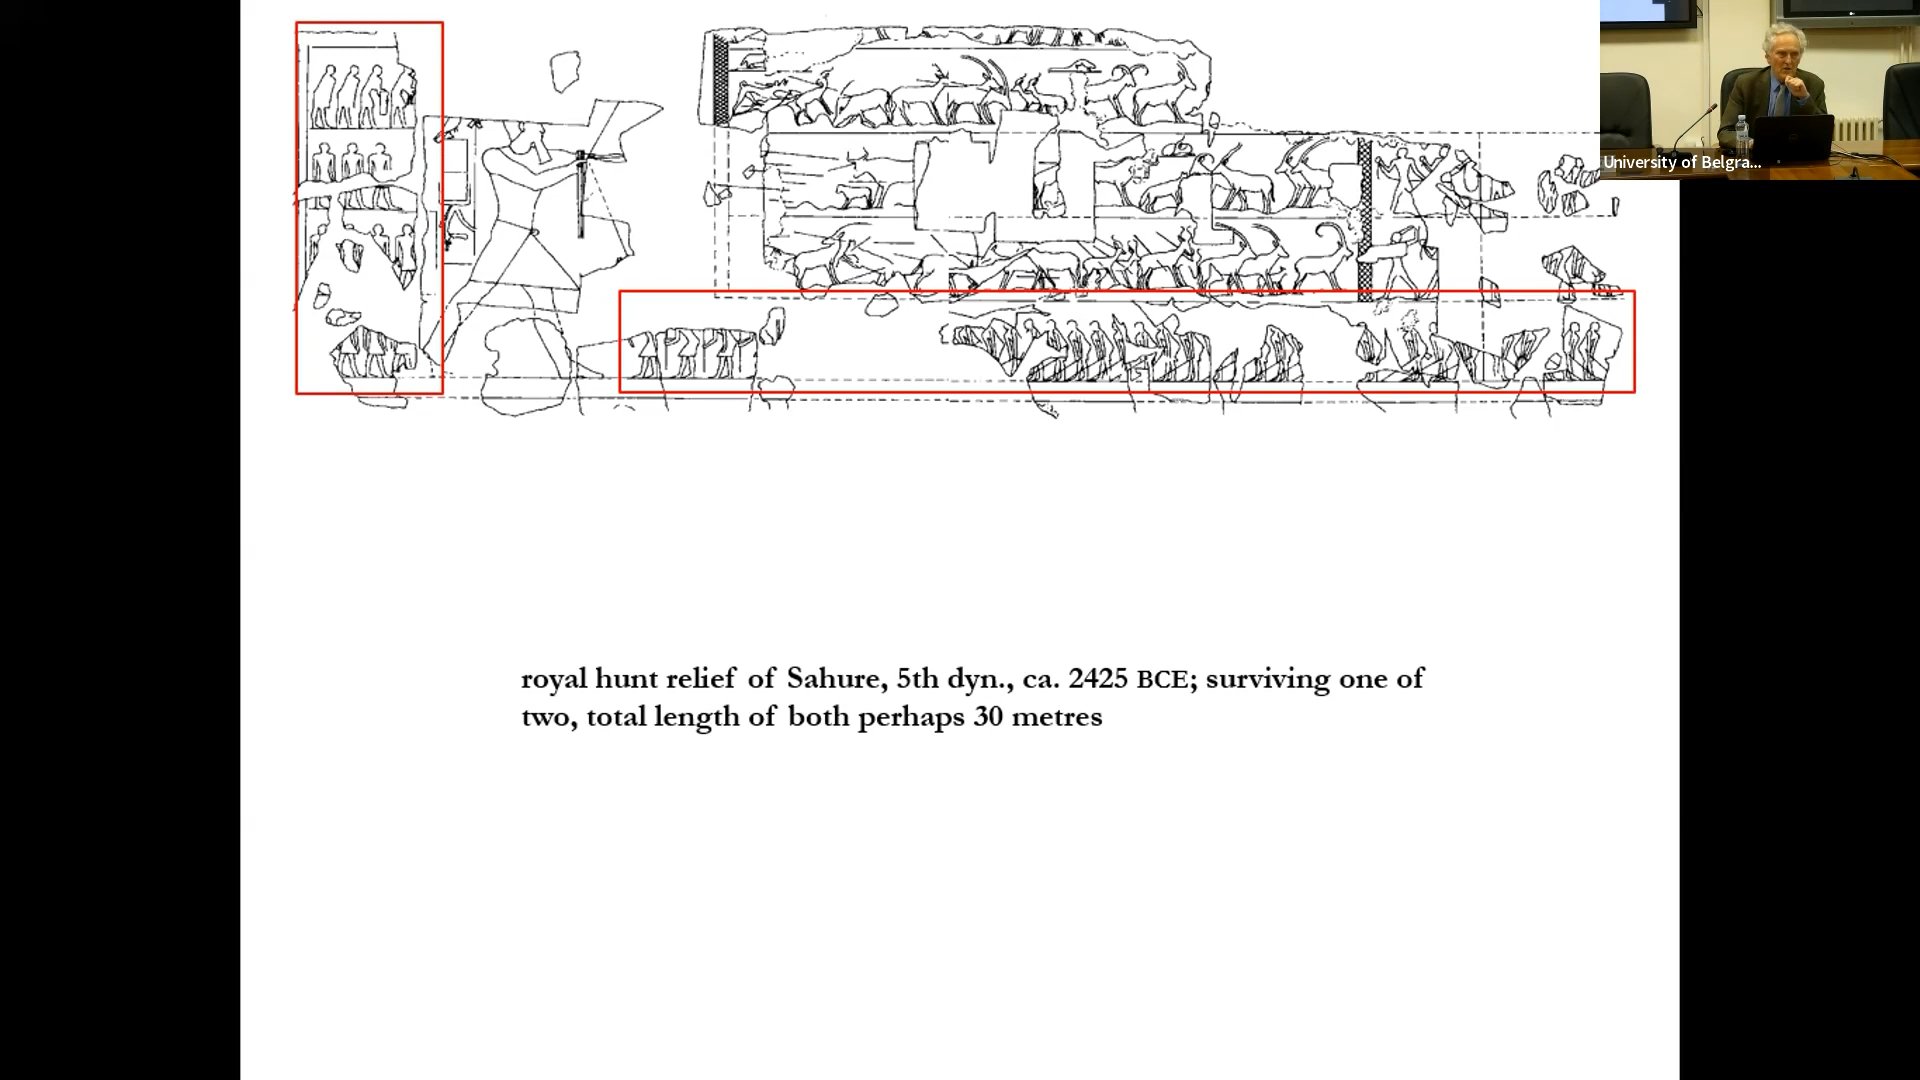 University of Belgra...
royal hunt relief of Sahure, 5th dyn., ca. 2425 BCE; surviving one of
two, total length of both perhaps 30 metres